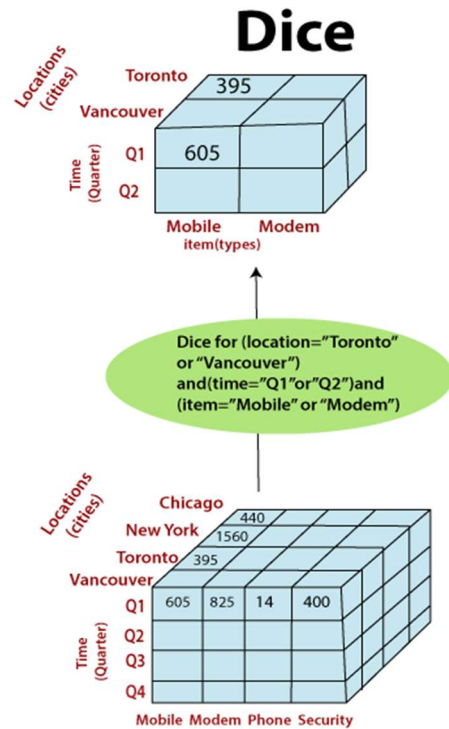 Dice
Locations
(cities)
Toronto
395
Vancouver
Time
(Quarter)
Q1
605
Q2
Mobile Modem
item(types)
Dice for (location="Toronto"
or "Vancouver")
and(time="Q1"or"Q2")and
(item="Mobile" or "Modem")
Locations
(cities)
Chicago
440
New York
1560
Toronto
395
Vancouver
Time
(Quarter)
Q1
605 825 14 400
Q2
Q3
Q4
Mobile Modem Phone Security